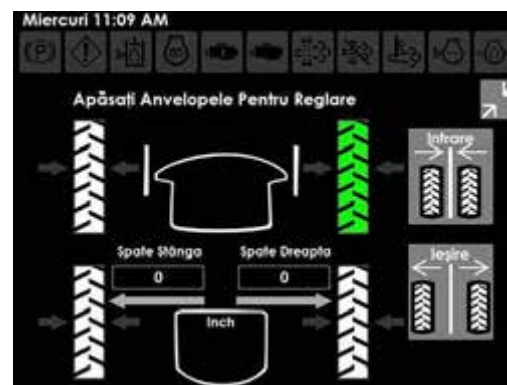 Miercuri 11:09 AM
Apăsați Anvelopele Pentru Reglare
Intrare
Spate Stânga Spate Dreapta
0 0
Ieșire
Inch